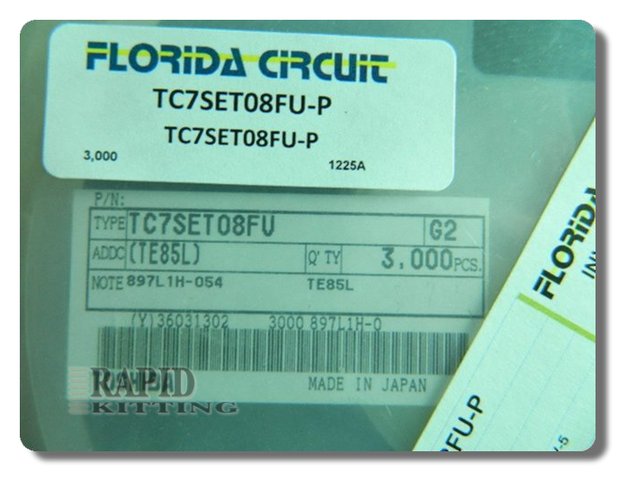 FLORIDA CIRCUIT
TC7SET08FU-P
TC7SET08FU-P
3,000 1225A
P/N:
TYPE TC7SET08FU G2
ADDC (TE85L) Q'TY 3,000 PCS.
NOTE 897L1H-054 TE85L
(Y)36031302 3000 897L1H-0
MADE IN JAPAN
RAPID
KITTING
FLORIDA
FU-P
-5